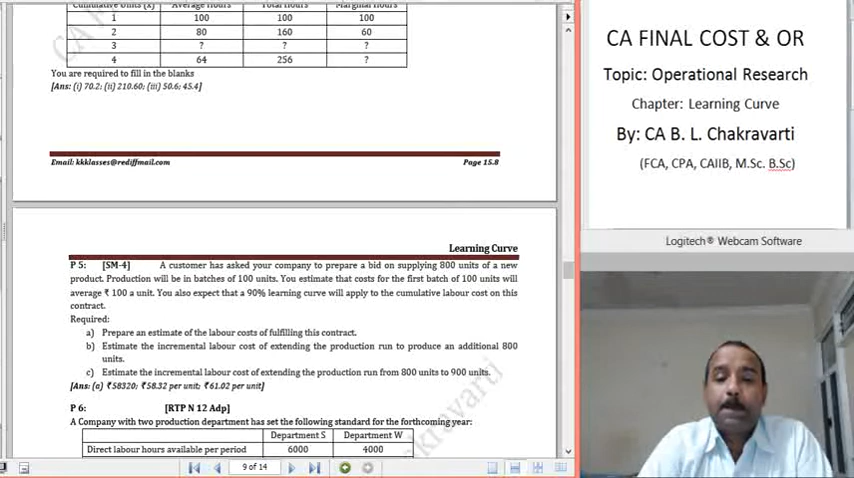 Cumulative Units (X) Average Hours Total Hours Marginal Hours
1 100 100 100
2 80 160 60
3 ? ? ?
4 64 256 ?
You are required to fill in the blanks
[Ans: (i) 70.2; (ii) 210.60; (iii) 50.6; 45.4]
Email: kkklasses@rediffmail.com Page 15.8
Learning Curve
P 5: [SM-4] A customer has asked your company to prepare a bid on supplying 800 units of a new
product. Production will be in batches of 100 units. You estimate that costs for the first batch of 100 units will
average ₹ 100 a unit. You also expect that a 90% learning curve will apply to the cumulative labour cost on this
contract.
Required:
a) Prepare an estimate of the labour costs of fulfilling this contract.
b) Estimate the incremental labour cost of extending the production run to produce an additional 800
units.
c) Estimate the incremental labour cost of extending the production run from 800 units to 900 units.
[Ans: (a) ₹58320; ₹58.32 per unit; ₹61.02 per unit]
P 6: [RTP N 12 Adp]
A Company with two production department has set the following standard for the forthcoming year:
Department S Department W
Direct labour hours available per period 6000 4000
9 of 14
CA FINAL COST & OR
Topic: Operational Research
Chapter: Learning Curve
By: CA B. L. Chakravarti
(FCA, CPA, CAIIB, M.Sc. B.Sc)
Logitech® Webcam Software